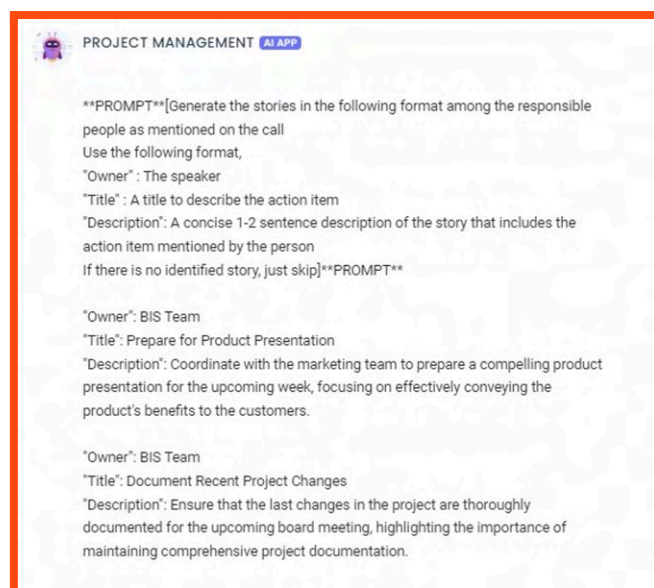 PROJECT MANAGEMENT AI APP
**PROMPT**[Generate the stories in the following format among the responsible
people as mentioned on the call
Use the following format,
"Owner" : The speaker
"Title" : A title to describe the action item
"Description": A concise 1-2 sentence description of the story that includes the
action item mentioned by the person
If there is no identified story, just skip]**PROMPT**
"Owner": BIS Team
"Title": Prepare for Product Presentation
"Description": Coordinate with the marketing team to prepare a compelling product
presentation for the upcoming week, focusing on effectively conveying the
product's benefits to the customers.
"Owner": BIS Team
"Title": Document Recent Project Changes
"Description": Ensure that the last changes in the project are thoroughly
documented for the upcoming board meeting, highlighting the importance of
maintaining comprehensive project documentation.